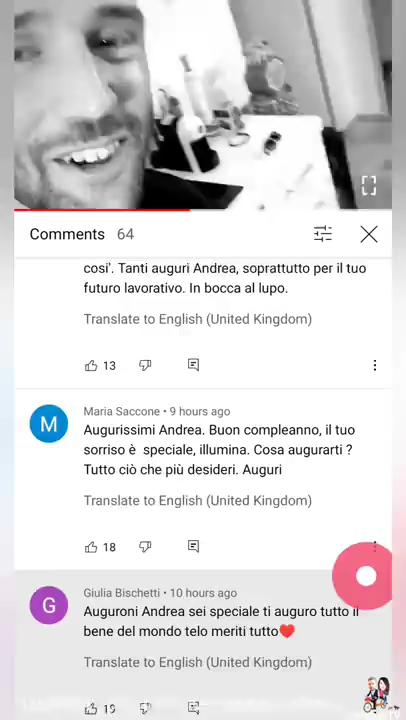 Comments 64
cosi'. Tanti auguri Andrea, soprattutto per il tuo
futuro lavorativo. In bocca al lupo.
Translate to English (United Kingdom)
13
M
Maria Saccone • 9 hours ago
Augurissimi Andrea. Buon compleanno, il tuo
sorriso è  speciale, illumina. Cosa augurarti ?
Tutto ciò che più desideri. Auguri
Translate to English (United Kingdom)
18
G
Giulia Bischetti • 10 hours ago
Auguroni Andrea sei speciale ti auguro tutto il
bene del mondo telo meriti tutto❤️
Translate to English (United Kingdom)
19